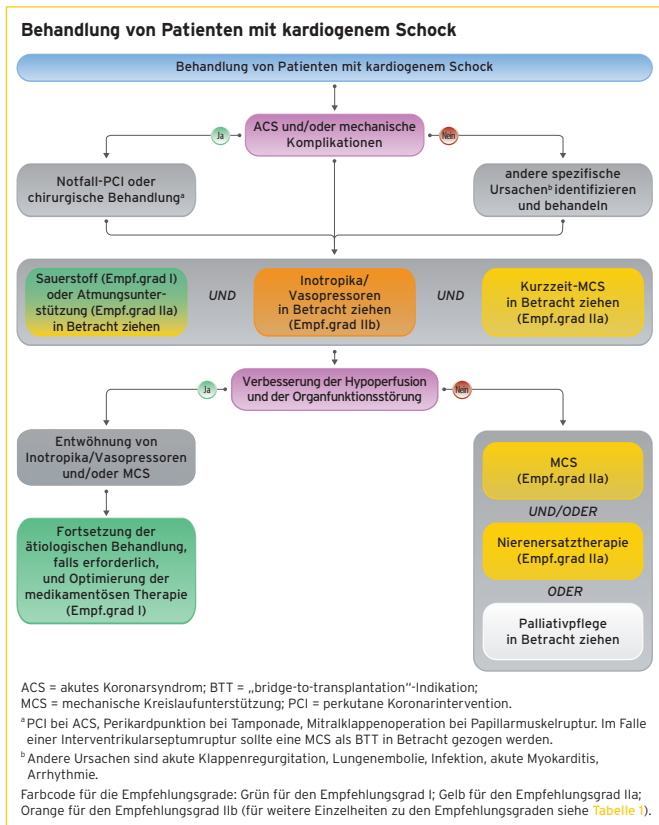 Behandlung von Patienten mit kardiogenem Schock
Behandlung von Patienten mit kardiogenem Schock
ACS und/oder mechanische
Komplikationen
Ja
Nein
Notfall-PCI oder
chirurgische Behandlungᵃ
andere spezifische
Ursachenᵇ identifizieren
und behandeln
Sauerstoff (Empf.grad I)
oder Atmungsunter-
stützung (Empf.grad IIa)
in Betracht ziehen
UND
Inotropika/
Vasopressoren
in Betracht ziehen
(Empf.grad IIb)
UND
Kurzzeit-MCS
in Betracht ziehen
(Empf.grad IIa)
Verbesserung der Hypoperfusion
und der Organfunktionsstörung
Ja
Nein
Entwöhnung von
Inotropika/Vasopressoren
und/oder MCS
Fortsetzung der
ätiologischen Behandlung,
falls erforderlich,
und Optimierung der
medikamentösen Therapie
(Empf.grad I)
MCS
(Empf.grad IIa)
UND/ODER
Nierenersatztherapie
(Empf.grad IIa)
ODER
Palliativpflege
in Betracht ziehen
ACS = akutes Koronarsyndrom; BTT = „bridge-to-transplantation“-Indikation;
MCS = mechanische Kreislaufunterstützung; PCI = perkutane Koronarintervention.
ᵃ PCI bei ACS, Perikardpunktion bei Tamponade, Mitralklappenoperation bei Papillarmuskelruptur. Im Falle
einer Interventrikularseptumruptur sollte eine MCS als BTT in Betracht gezogen werden.
ᵇ Andere Ursachen sind akute Klappenregurgitation, Lungenembolie, Infektion, akute Myokarditis,
Arrhythmie.
Farbcode für die Empfehlungsgrade: Grün für den Empfehlungsgrad I; Gelb für den Empfehlungsgrad IIa;
Orange für den Empfehlungsgrad IIb (für weitere Einzelheiten zu den Empfehlungsgraden siehe Tabelle 1).